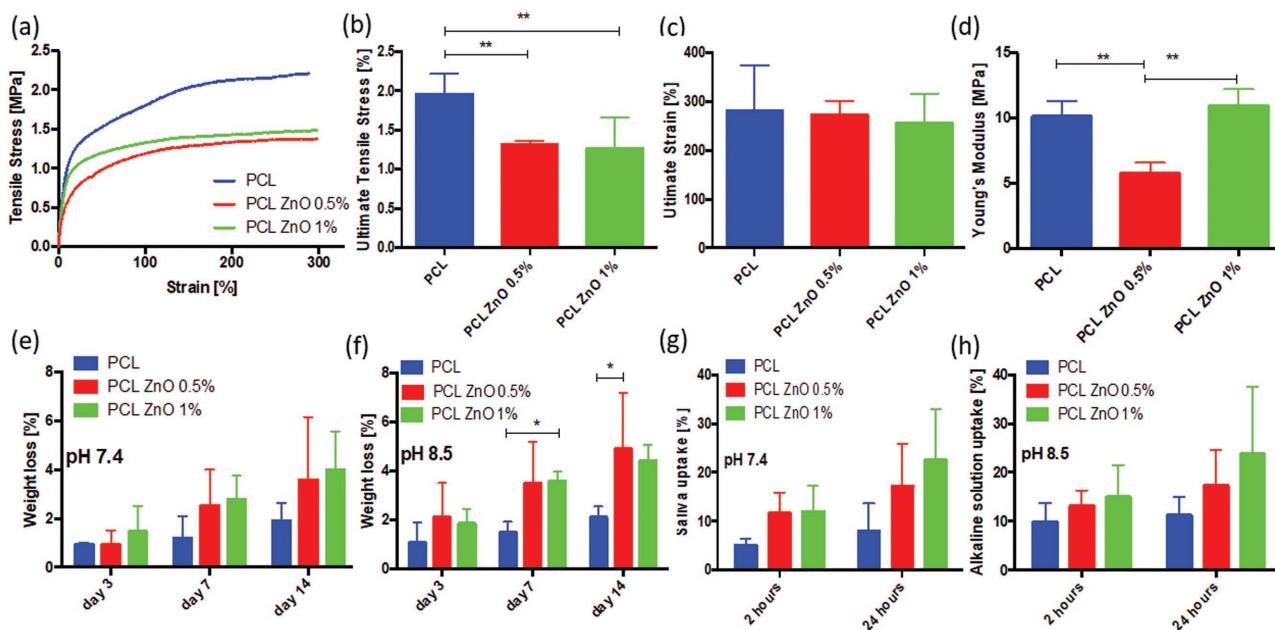 (a)
Tensile Stress [MPa]
2.5
2.0
1.5
1.0
0.5
0.0
0
100
200
300
Strain [%]
PCL
PCL ZnO 0.5%
PCL ZnO 1%
(b)
Ultimate Tensile Stress [%]
2.5
2.0
1.5
1.0
0.5
0.0
**
**
PCL
PCL ZnO 0.5%
PCL ZnO 1%
(c)
Utimate Strain [%]
400
300
200
100
0
PCL
PCL ZnO 0.5%
PCL ZnO 1%
(d)
Young's Modulus [MPa]
15
10
5
0
**
**
PCL
PCL ZnO 0.5%
PCL ZnO 1%
(e)
PCL
PCL ZnO 0.5%
PCL ZnO 1%
Weight loss [%]
8
6
4
2
0
pH 7.4
day 3
day 7
day 14
(f)
PCL
PCL ZnO 0.5%
PCL ZnO 1%
Weight loss [%]
8
6
4
2
0
pH 8.5
*
*
day 3
day 7
day 14
(g)
PCL
PCL ZnO 0.5%
PCL ZnO 1%
Saliva uptake [%]
40
30
20
10
0
pH 7.4
2 hours
24 hours
(h)
PCL
PCL ZnO 0.5%
PCL ZnO 1%
Alkaline solution uptake [%]
40
30
20
10
0
pH 8.5
2 hours
24 hours